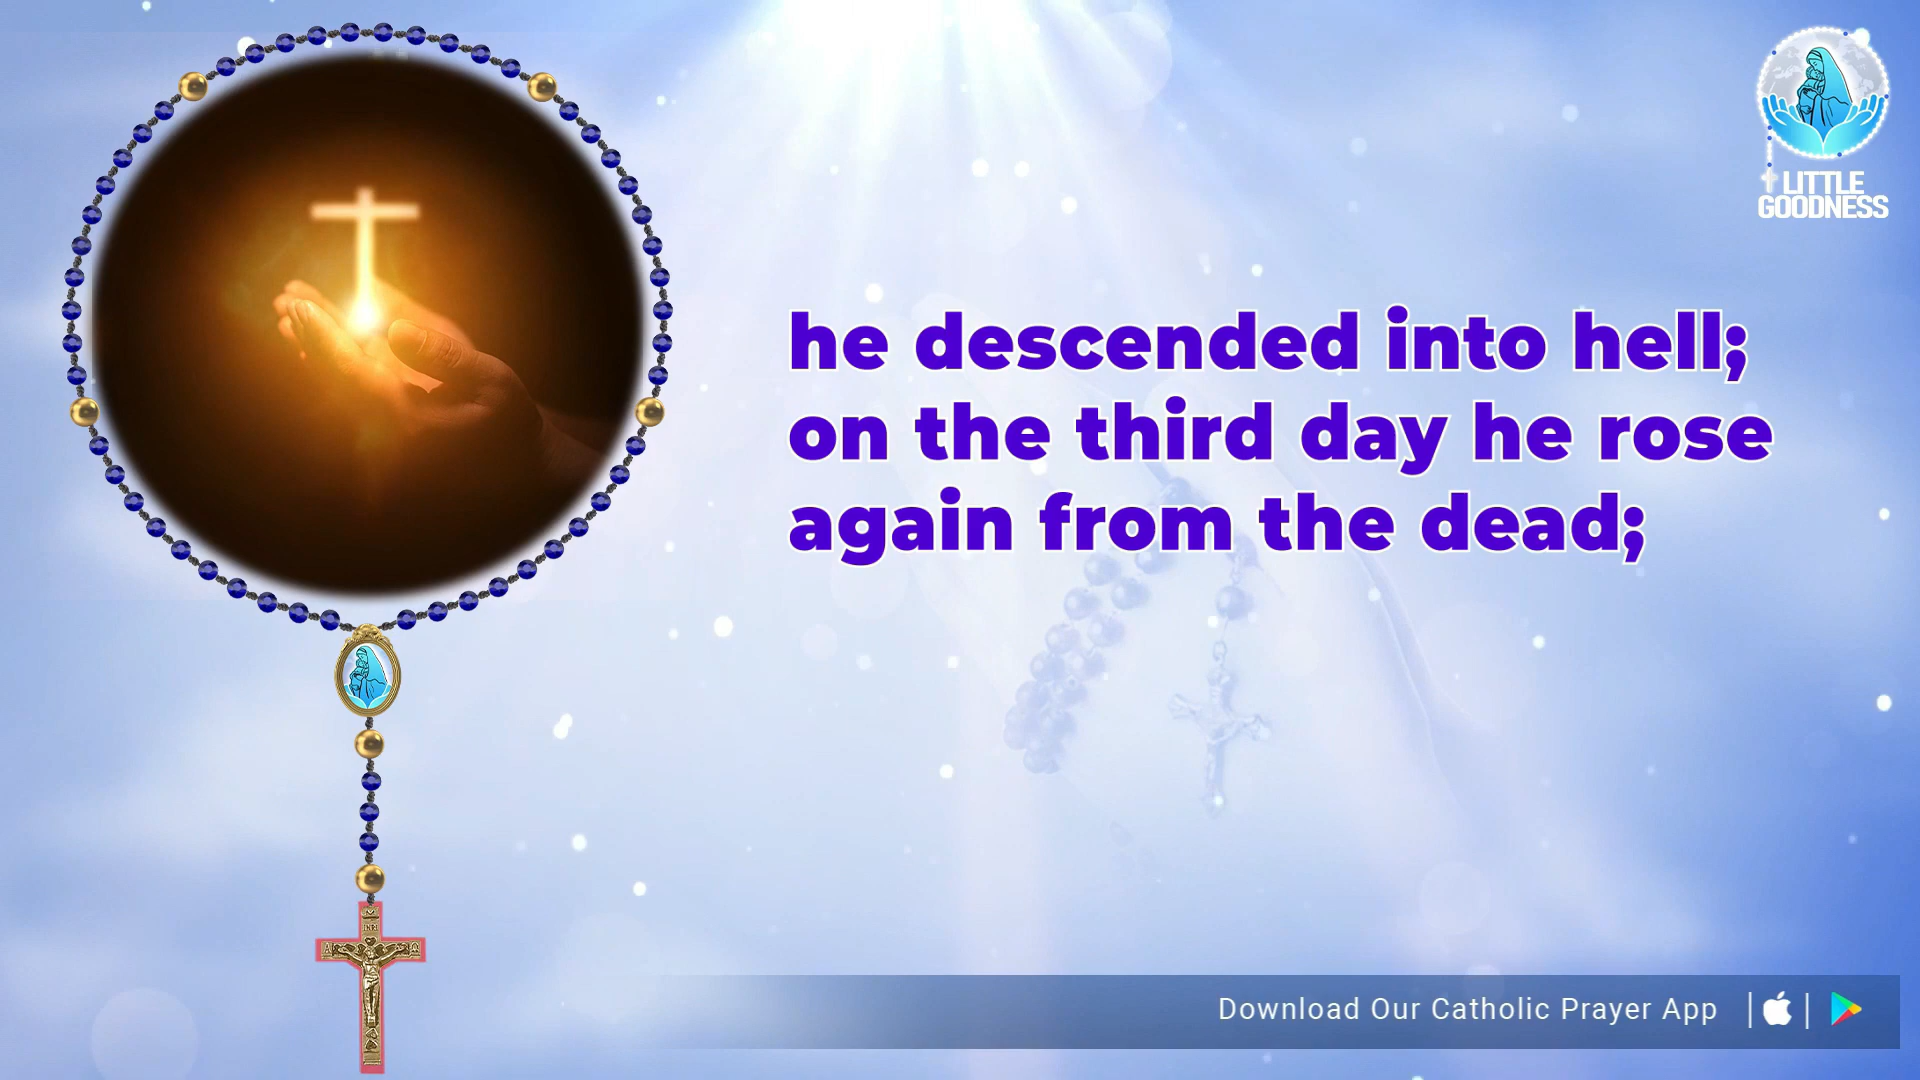 LITTLE
GOODNESS
he descended into hell;
on the third day he rose
again from the dead;
INRI
Download Our Catholic Prayer App